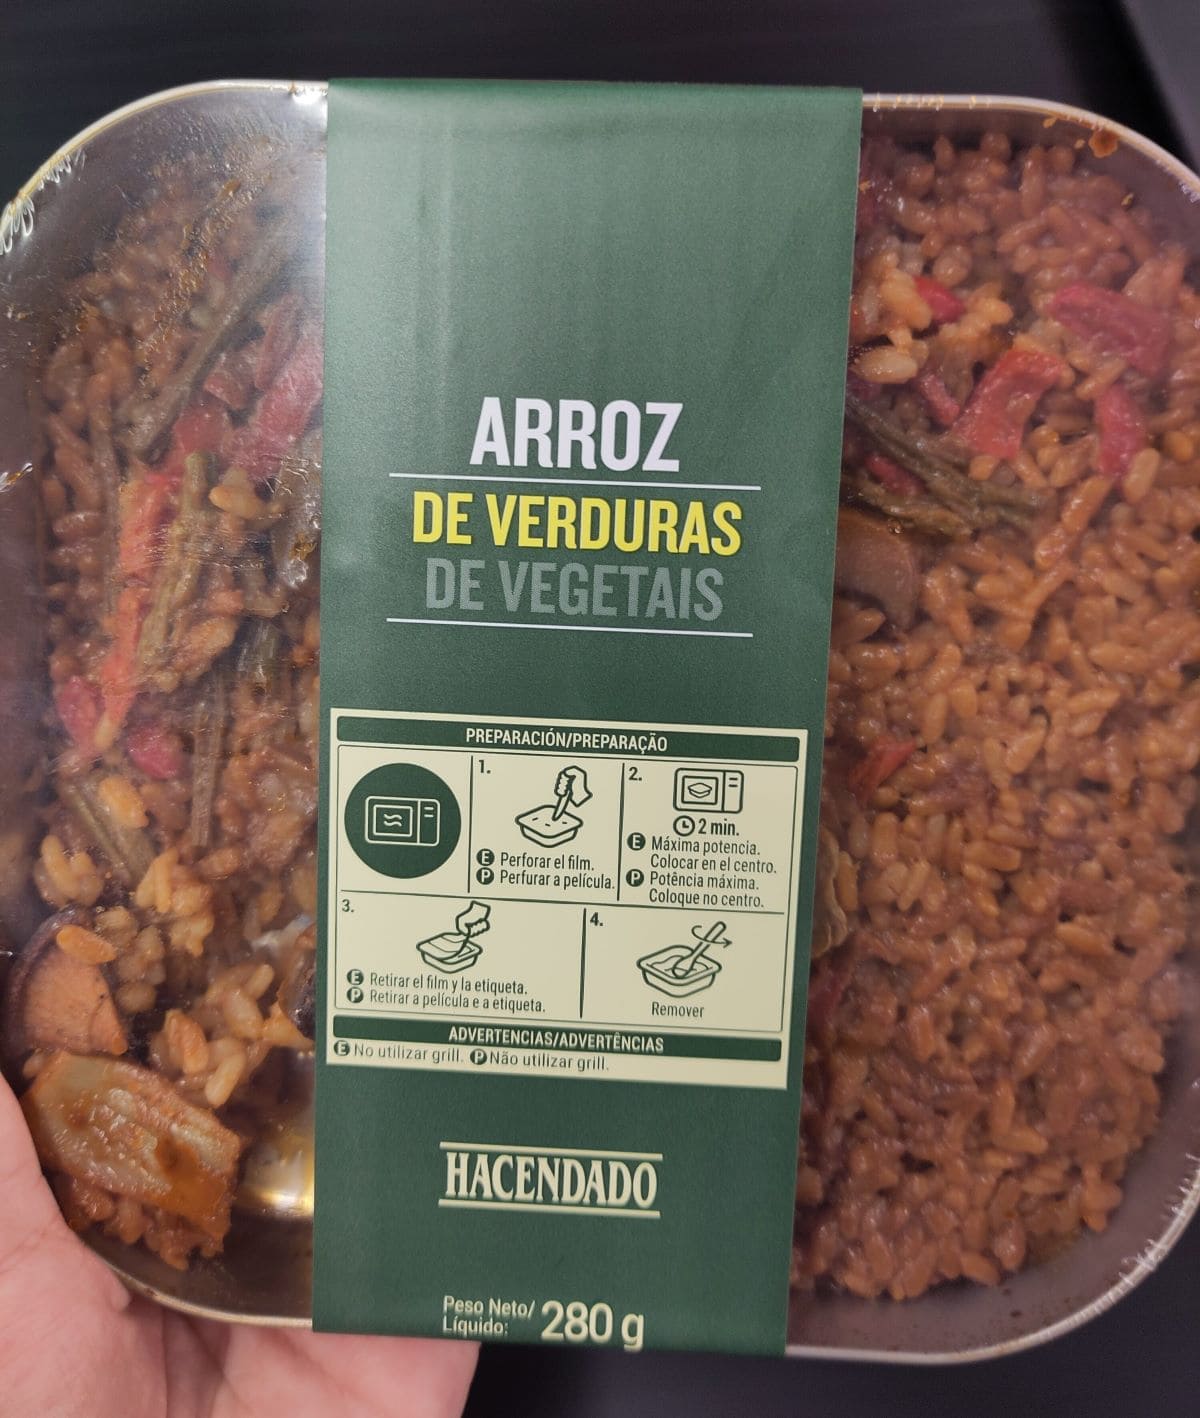 ARROZ
DE VERDURAS
DE VEGETAIS
PREPARACIÓN/PREPARAÇÃO
1.
E Perforar el film.
P Perfurar a película.
2.
2 min.
E Máxima potencia.
Colocar en el centro.
P Potência máxima.
Coloque no centro.
3.
E Retirar el film y la etiqueta.
P Retirar a película e a etiqueta.
4.
Remover
ADVERTENCIAS/ADVERTÊNCIAS
E No utilizar grill. P Não utilizar grill.
HACENDADO
Peso Neto/
Líquido: 280 g